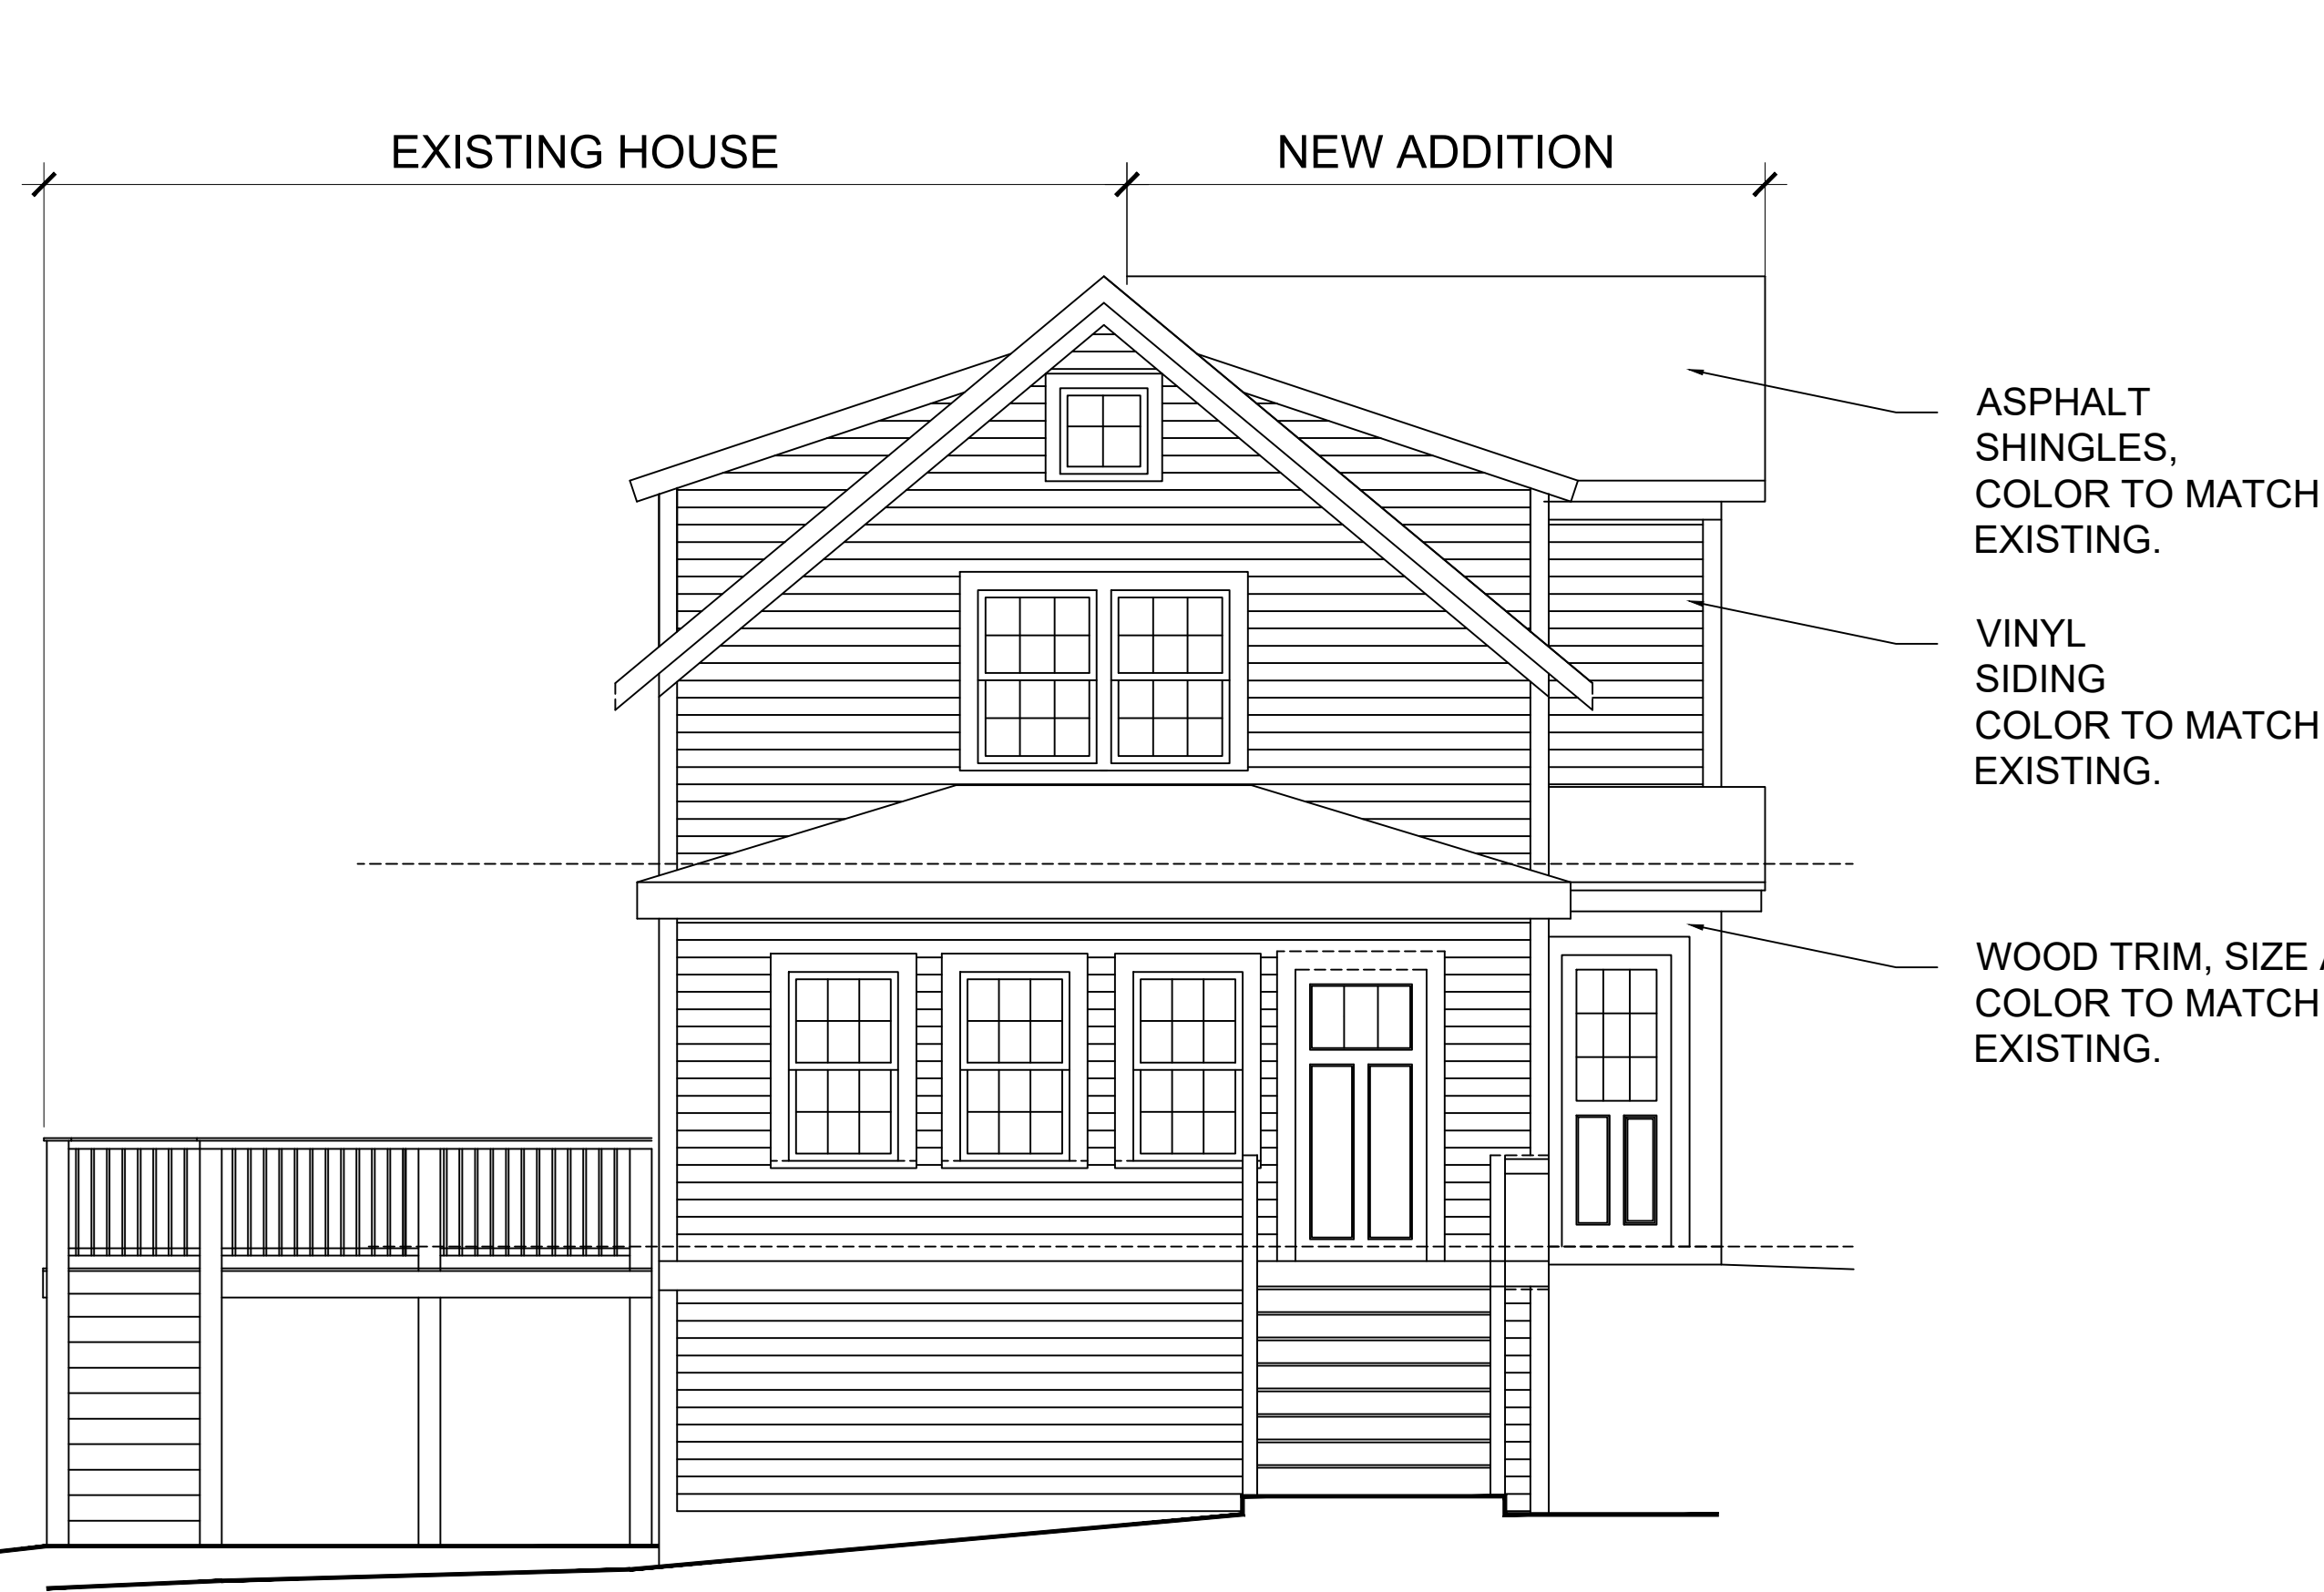 EXISTING HOUSE
NEW ADDITION
ASPHALT
SHINGLES,
COLOR TO MATCH
EXISTING.
VINYL
SIDING
COLOR TO MATCH
EXISTING.
WOOD TRIM, SIZE
COLOR TO MATCH
EXISTING.